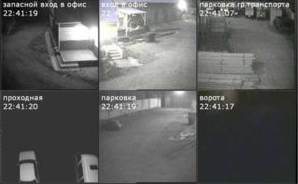 запасной вход в офис
22:41:19
вход в офис
22:41:19
парковка гр.транспорта
22:41:07
проходная
22:41:20
парковка
22:41:19
ворота
22:41:17